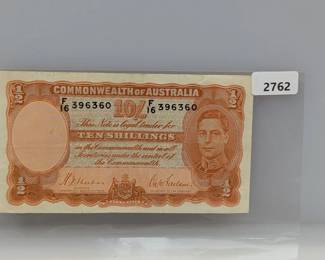 2762
COMMONWEALTH OF AUSTRALIA
½ F/16 396360 10/- F/16 396360 ½
This Note is legal tender for
TEN SHILLINGS
in the Commonwealth and in all
Territories under the control of
the Commonwealth.
½ ½